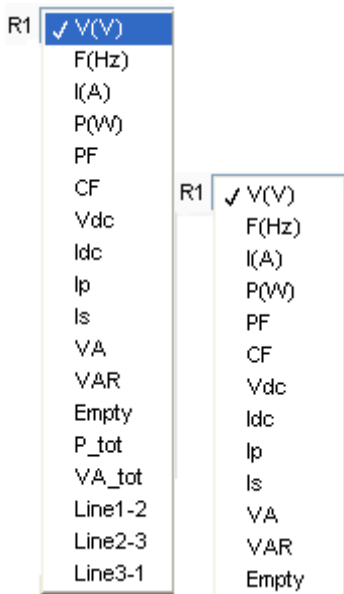 R1 ✓ V(V)
F(Hz)
I(A)
P(W)
PF
CF
Vdc
Idc
Ip
Is
VA
VAR
Empty
P_tot
VA_tot
Line1-2
Line2-3
Line3-1
R1 ✓ V(V)
F(Hz)
I(A)
P(W)
PF
CF
Vdc
Idc
Ip
Is
VA
VAR
Empty